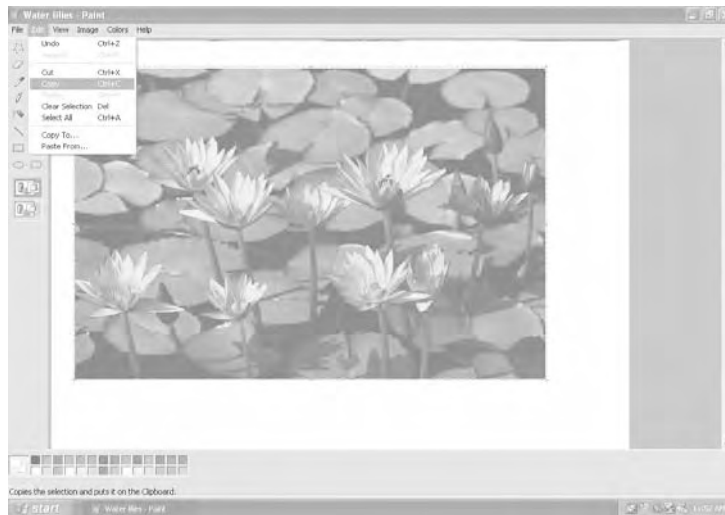 Water lilies - Paint
File Edit View Image Colors Help
Undo Ctrl+Z
Cut Ctrl+X
Copy Ctrl+C
Clear Selection Del
Select All Ctrl+A
Copy To...
Paste From...
Copies the selection and puts it on the Clipboard.
start Water lilies - Paint